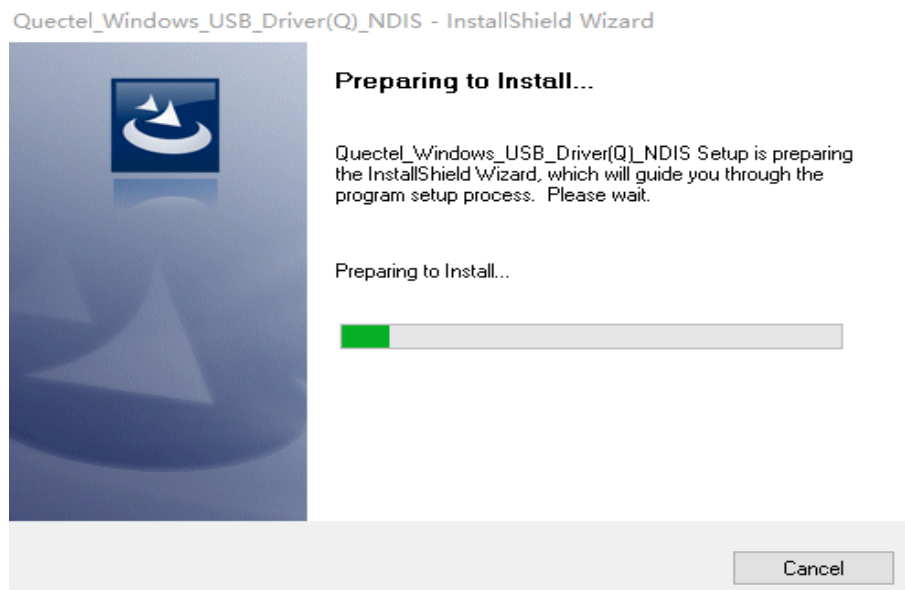 Quectel_Windows_USB_Driver(Q)_NDIS - InstallShield Wizard
Preparing to Install...
Quectel_Windows_USB_Driver(Q)_NDIS Setup is preparing
the InstallShield Wizard, which will guide you through the
program setup process.  Please wait.
Preparing to Install...
Cancel